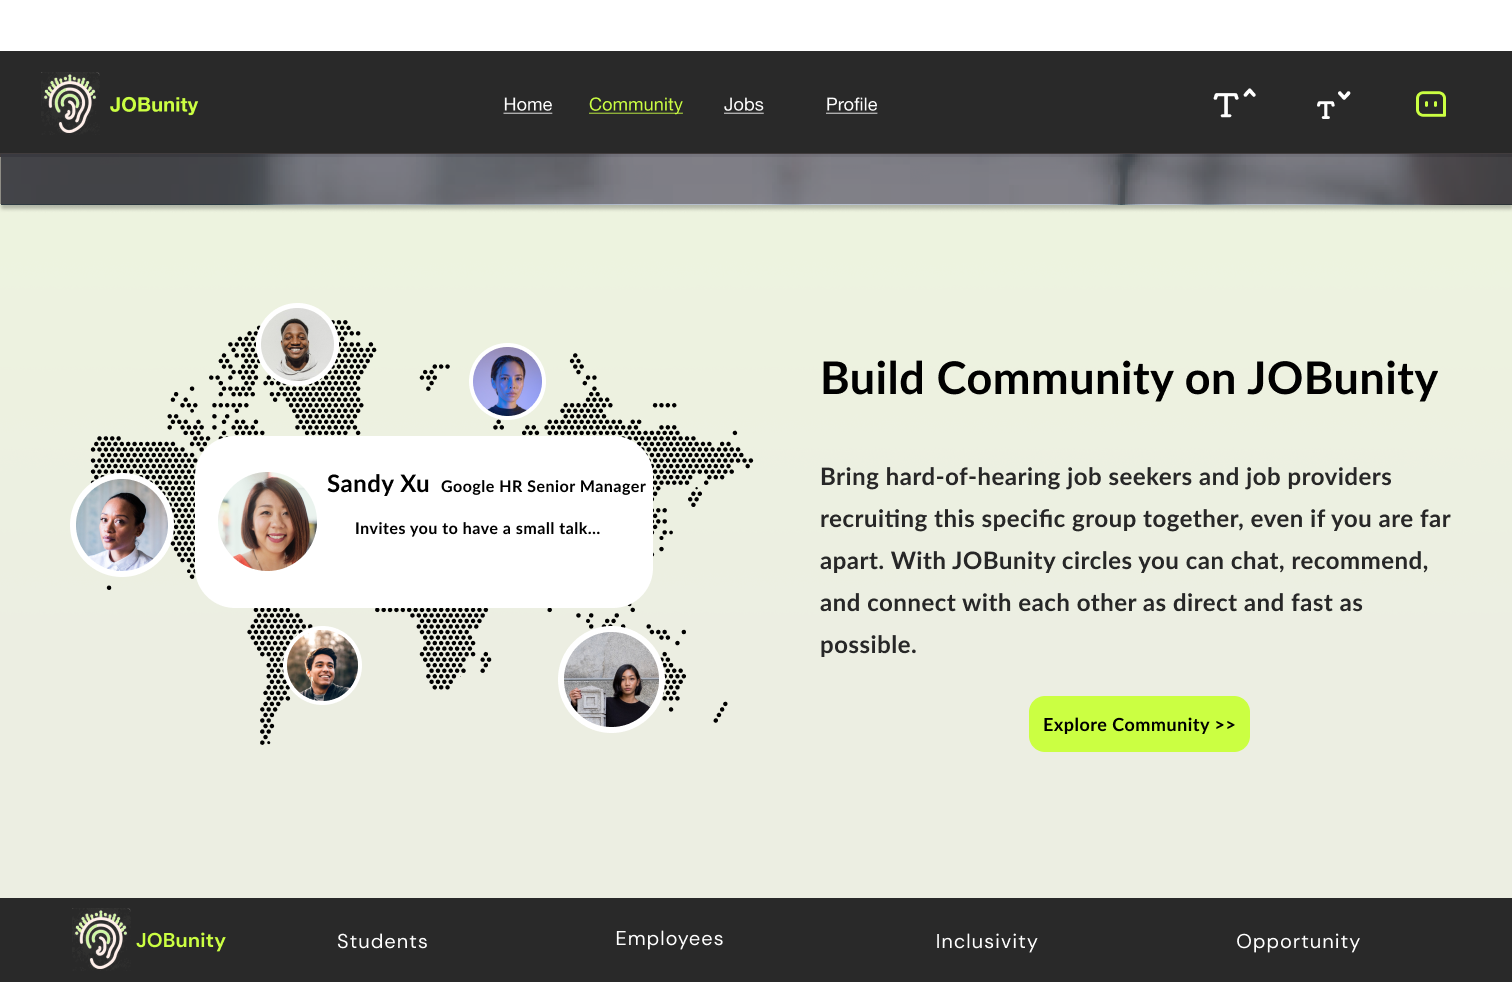 JOBunity
Home Community Jobs Profile
T T
Sandy Xu Google HR Senior Manager
Invites you to have a small talk...
Build Community on JOBunity
Bring hard-of-hearing job seekers and job providers
recruiting this specific group together, even if you are far
apart. With JOBunity circles you can chat, recommend,
and connect with each other as direct and fast as
possible.
Explore Community >>
JOBunity Students Employees Inclusivity Opportunity